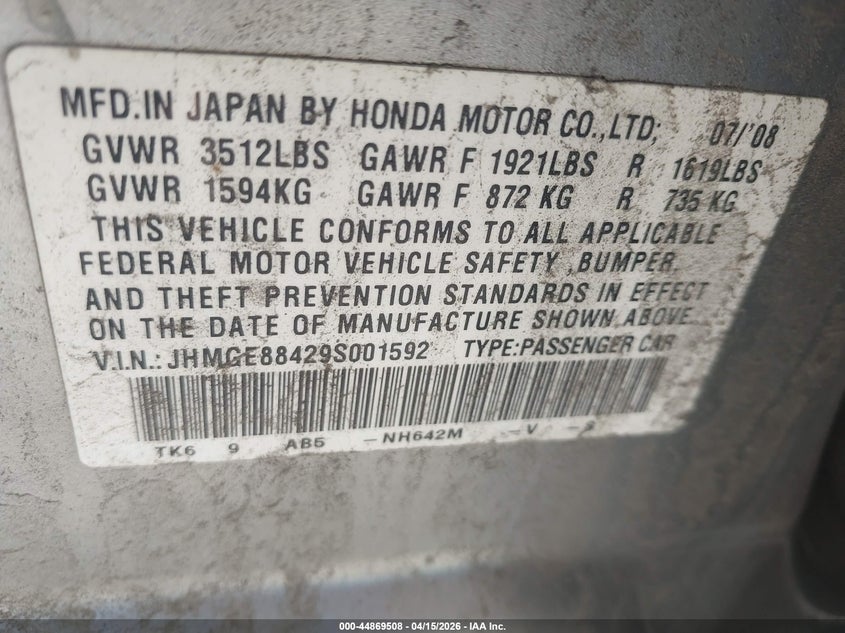 MFD.IN JAPAN BY HONDA MOTOR CO.,LTD; 07/'08
GVWR 3512LBS GAWR F 1921LBS R 1619LBS
GVWR 1594KG GAWR F 872 KG R 735 KG
THIS VEHICLE CONFORMS TO ALL APPLICABLE
FEDERAL MOTOR VEHICLE SAFETY, BUMPER,
AND THEFT PREVENTION STANDARDS IN EFFECT
ON THE DATE OF MANUFACTURE SHOWN ABOVE.
V.I.N.: JHMGE88429S001592 TYPE:PASSENGER CAR
TK6 9 AB5 -NH642M -V -
000-44869508 - 04/15/2026 - IAA Inc.